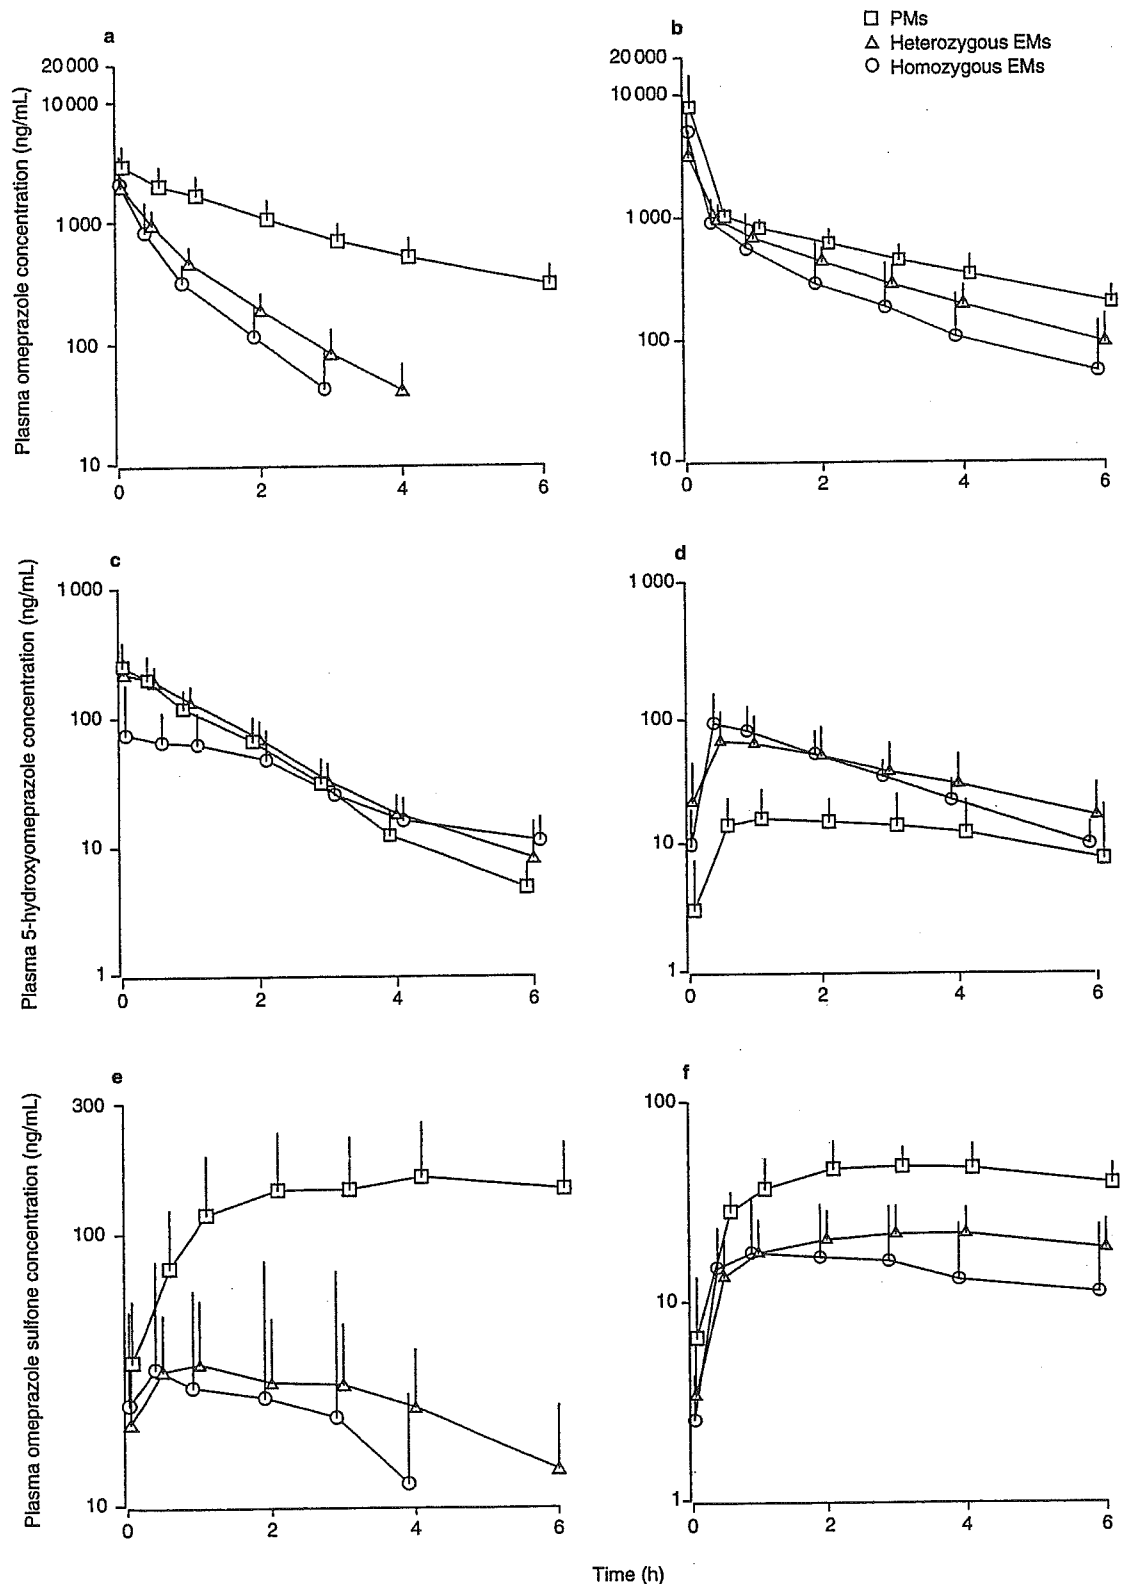 a
b
PMs
Heterozygous EMs
Homozygous EMs
Plasma omeprazole concentration (ng/mL)
20 000
10 000
1 000
100
10
0 2 4 6
20 000
10 000
1 000
100
10
0 2 4 6
c
d
Plasma 5-hydroxyomeprazole concentration (ng/mL)
1 000
100
10
1
0 2 4 6
1 000
100
10
1
0 2 4 6
e
f
Plasma omeprazole sulfone concentration (ng/mL)
300
100
10
0 2 4 6
100
10
1
0 2 4 6
Time (h)